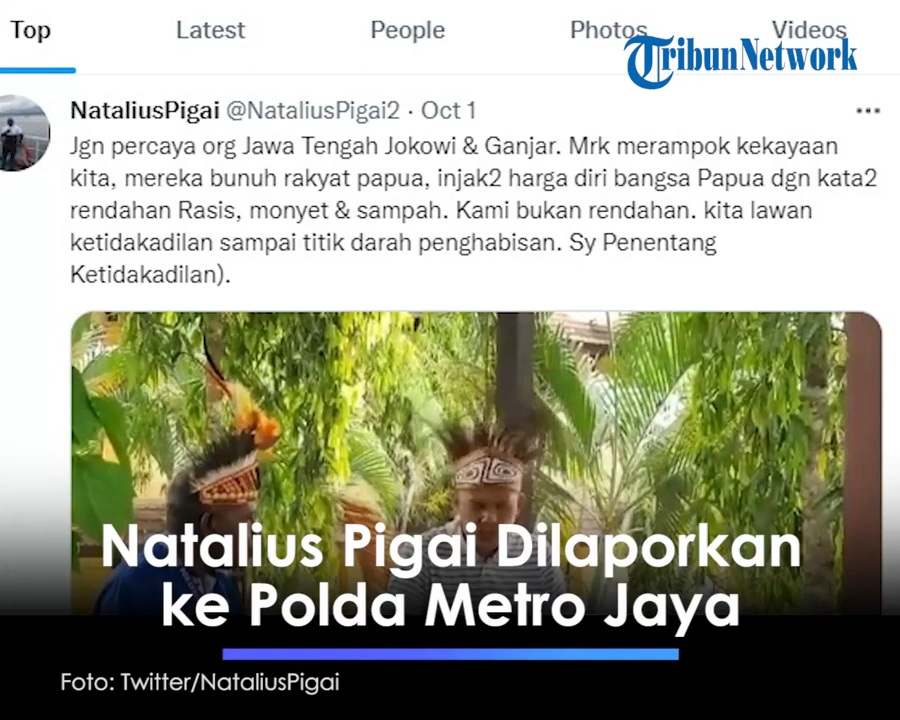 Top Latest People Photos Videos
TribunNetwork
NataliusPigai @NataliusPigai2 · Oct 1
Jgn percaya org Jawa Tengah Jokowi & Ganjar. Mrk merampok kekayaan
kita, mereka bunuh rakyat papua, injak2 harga diri bangsa Papua dgn kata2
rendahan Rasis, monyet & sampah. Kami bukan rendahan. kita lawan
ketidakadilan sampai titik darah penghabisan. Sy Penentang
Ketidakadilan).
Natalius Pigai Dilaporkan
ke Polda Metro Jaya
Foto: Twitter/NataliusPigai